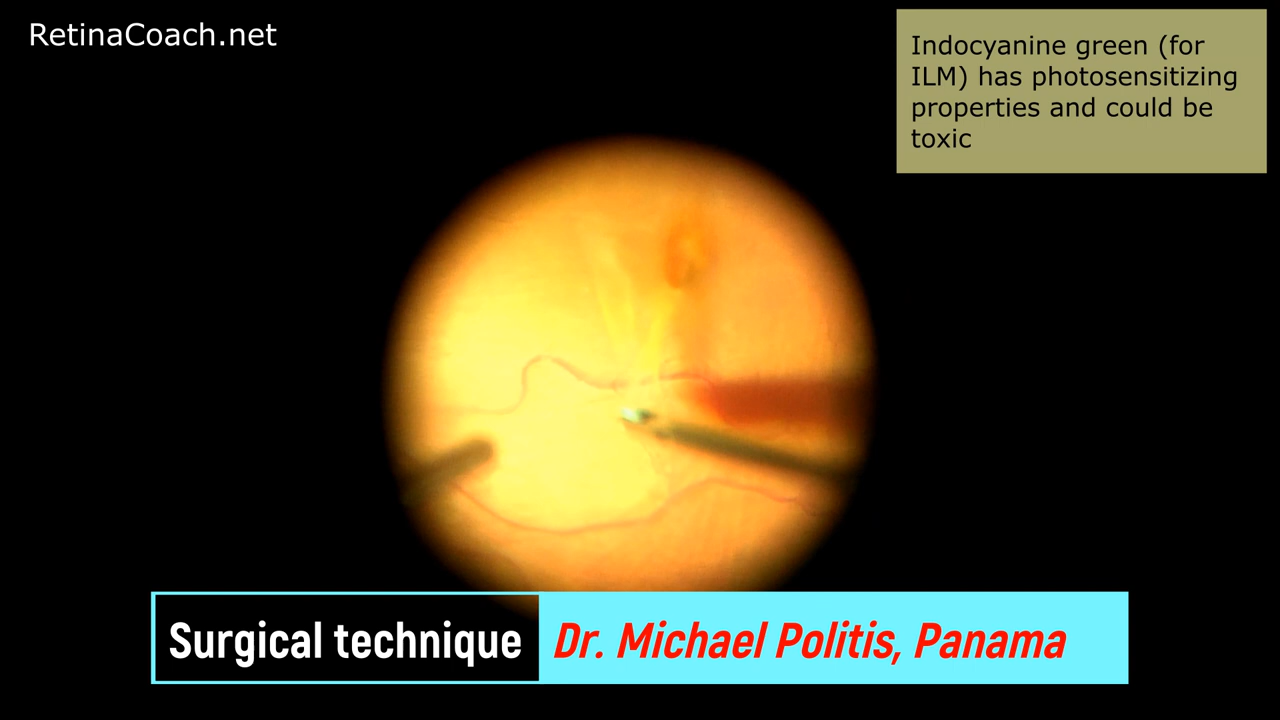 RetinaCoach.net
Indocyanine green (for
ILM) has photosensitizing
properties and could be
toxic
Surgical technique
Dr. Michael Politis, Panama